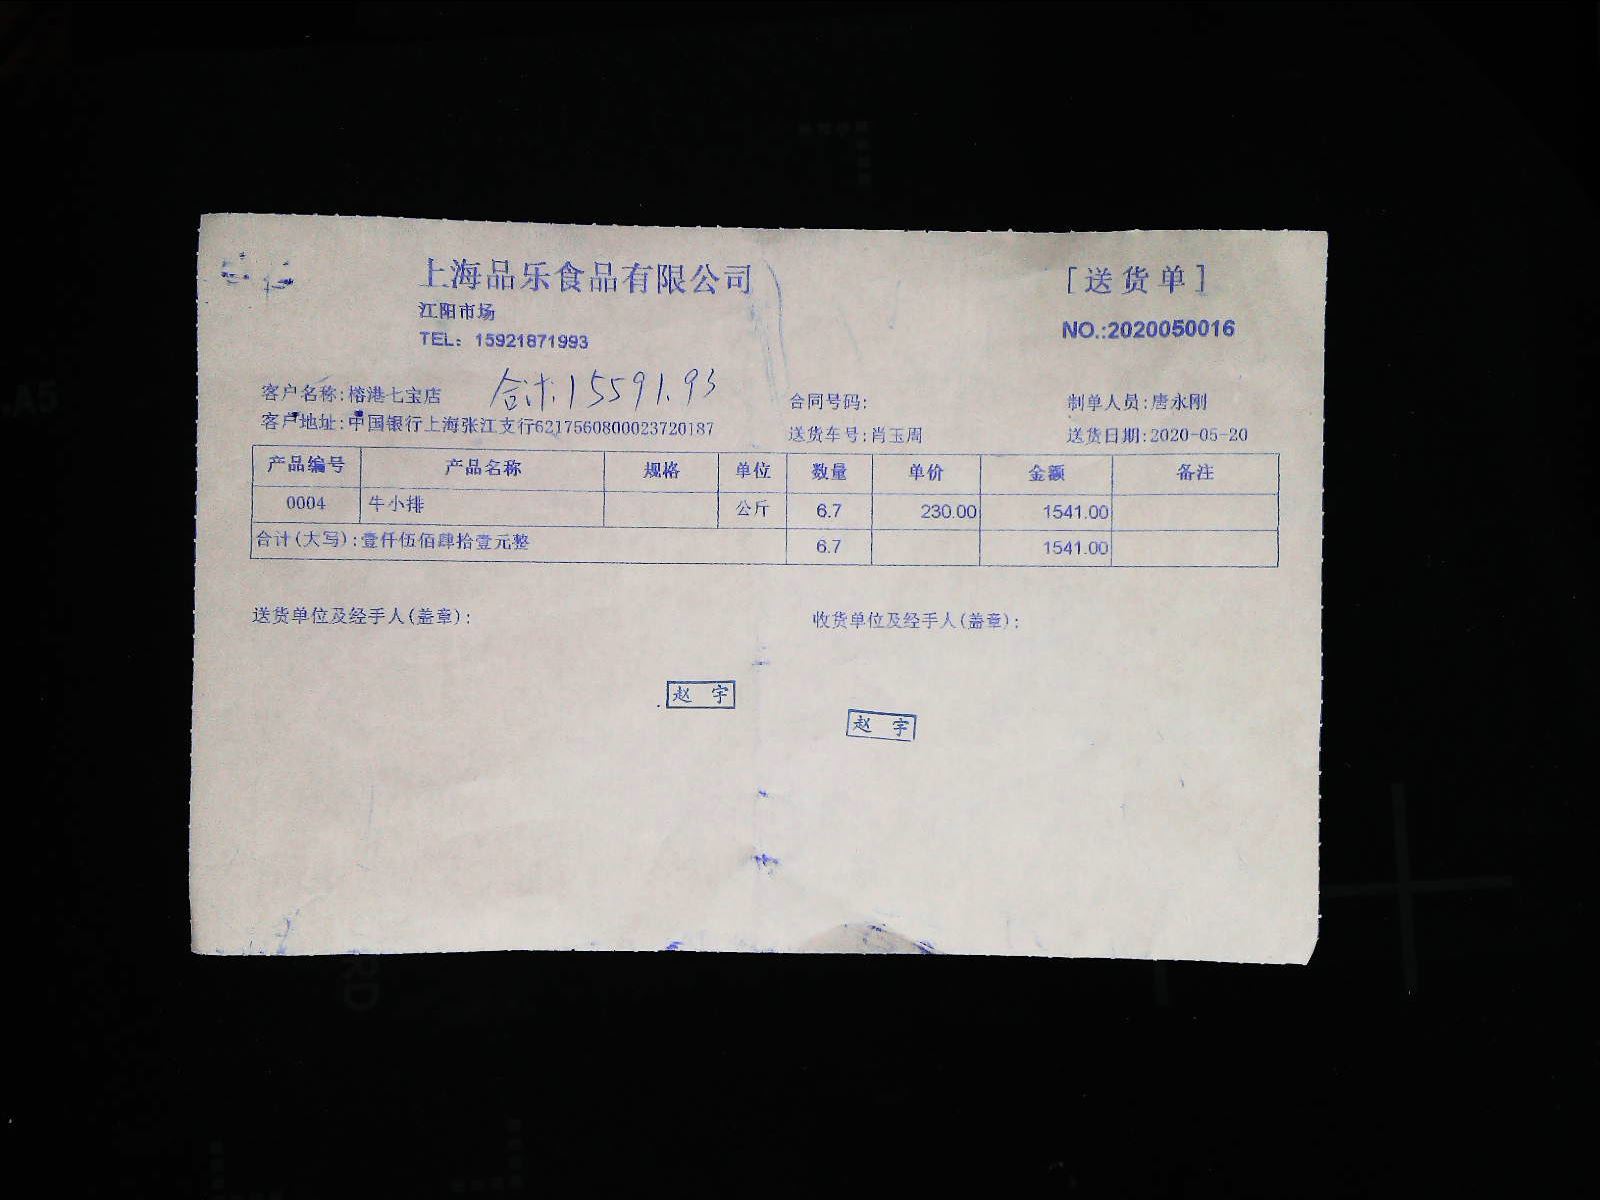 上海品乐食品有限公司
[送货单]
江阳市场
TEL: 15921871993
NO.:2020050016
客户名称:榕港七宝店
合计:15591.93
合同号码:
制单人员:唐永刚
客户地址:中国银行上海张江支行6217560800023720187
送货车号:肖玉周
送货日期:2020-05-20
产品编号 产品名称 规格 单位 数量 单价 金额 备注
0004 牛小排 公斤 6.7 230.00 1541.00
合计(大写):壹仟伍佰肆拾壹元整 6.7 1541.00
送货单位及经手人(盖章):
收货单位及经手人(盖章):
赵 宇
赵 宇